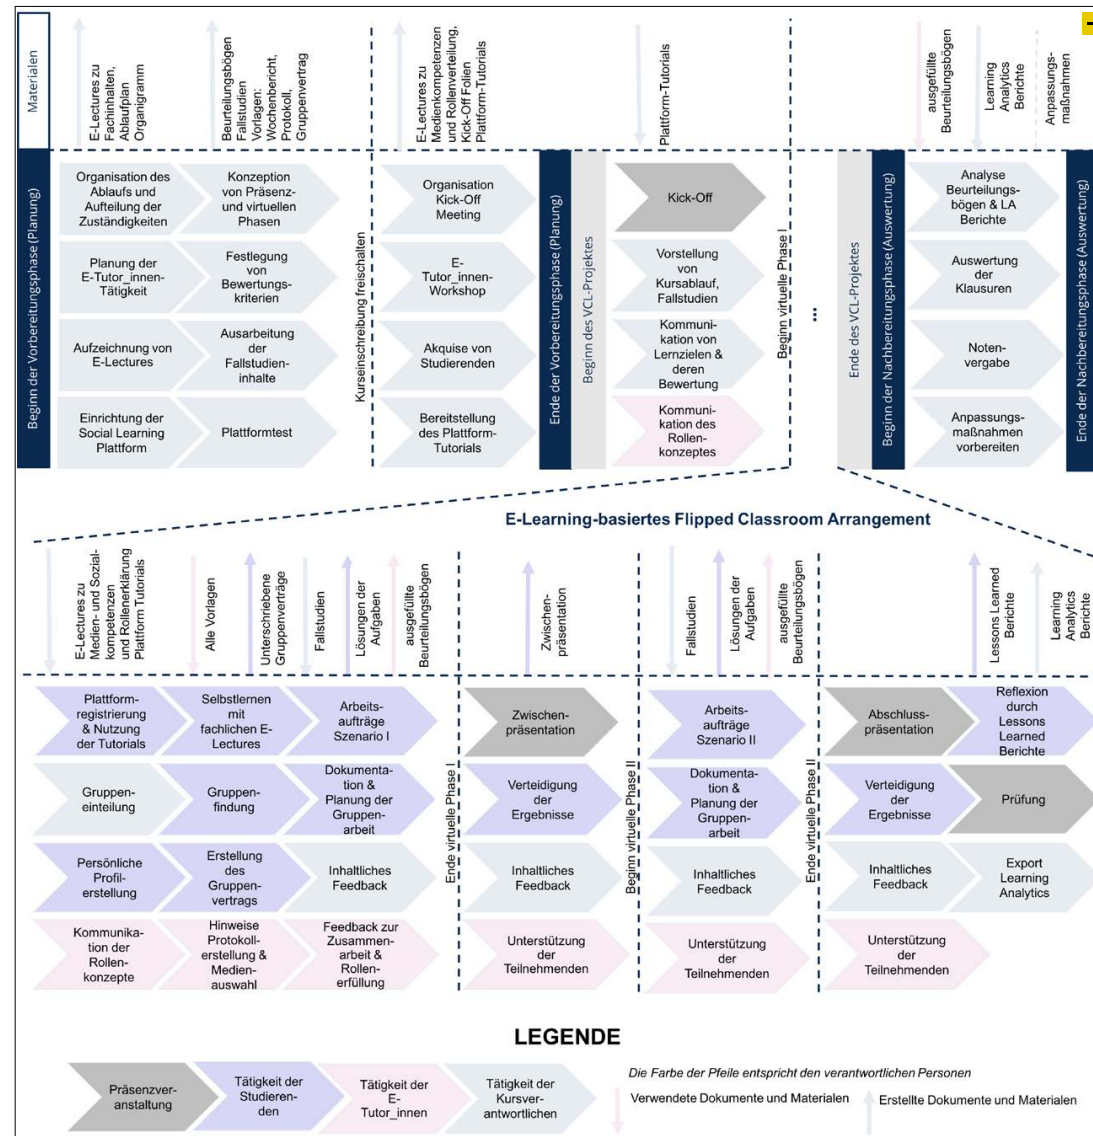 Materialen
E-Lectures zu
Fachinhalten,
Ablaufplan
Organigramm
Beurteilungsbögen
Fallstudien
Vorlagen:
Wochenbericht,
Protokoll,
Gruppenvertrag
E-Lectures zu
Medienkompetenzen
und Rollenverteilung,
Kick-Off Folien
Plattform-Tutorials
Plattform-Tutorials
ausgefüllte
Beurteilungsbögen
Learning
Analytics
Berichte
Anpassungs-
maßnahmen
Beginn der Vorbereitungsphase (Planung)
Organisation des
Ablaufs und
Aufteilung der
Zuständigkeiten
Konzeption
von Präsenz-
und virtuellen
Phasen
Planung der
E-Tutor_innen-
Tätigkeit
Festlegung
von
Bewertungs-
kriterien
Aufzeichnung von
E-Lectures
Ausarbeitung
der
Fallstudien-
inhalte
Einrichtung der
Social Learning
Plattform
Plattformtest
Kurseinschreibung freischalten
Organisation
Kick-Off
Meeting
E-
Tutor_innen-
Workshop
Akquise von
Studierenden
Bereitstellung
des Plattform-
Tutorials
Ende der Vorbereitungsphase (Planung)
Beginn des VCL-Projektes
Kick-Off
Vorstellung
von
Kursablauf,
Fallstudien
Kommuni-
kation von
Lernzielen &
deren
Bewertung
Kommuni-
kation des
Rollen-
konzeptes
Beginn virtuelle Phase I
...
Ende des VCL-Projektes
Beginn der Nachbereitungsphase (Auswertung)
Analyse
Beurteilungs-
bögen & LA
Berichte
Auswertung
der
Klausuren
Noten-
vergabe
Anpassungs-
maßnahmen
vorbereiten
Ende der Nachbereitungsphase (Auswertung)
E-Learning-basiertes Flipped Classroom Arrangement
E-Lectures zu
Medien- und Sozial-
kompetenzen
und Rollenerklärung
Plattform Tutorials
Alle Vorlagen
Unterschriebene
Gruppenverträge
Fallstudien
Lösungen der
Aufgaben
ausgefüllte
Beurteilungsbögen
Zwischen-
präsentation
Fallstudien
Lösungen der
Aufgaben
ausgefüllte
Beurteilungsbögen
Lessons Learned
Berichte
Learning
Analytics
Berichte
Plattform-
registrierung
& Nutzung
der Tutorials
Selbstlernen
mit
fachlichen E-
Lectures
Arbeits-
aufträge
Szenario I
Gruppen-
einteilung
Gruppen-
findung
Dokumenta-
tion &
Planung der
Gruppen-
arbeit
Persönliche
Profil-
erstellung
Erstellung
des
Gruppen-
vertrags
Inhaltliches
Feedback
Kommunika-
tion der
Rollen-
konzepte
Hinweise
Protokoll-
erstellung &
Medien-
auswahl
Feedback zur
Zusammen-
arbeit &
Rollen-
erfüllung
Ende virtuelle Phase I
Zwischen-
präsentation
Verteidigung
der
Ergebnisse
Inhaltliches
Feedback
Unterstützung
der
Teilnehmenden
Beginn virtuelle Phase II
Arbeits-
aufträge
Szenario II
Dokumenta-
tion &
Planung der
Gruppen-
arbeit
Inhaltliches
Feedback
Unterstützung
der
Teilnehmenden
Ende virtuelle Phase II
Abschluss-
präsentation
Reflexion
durch
Lessons
Learned
Berichte
Verteidigung
der
Ergebnisse
Prüfung
Inhaltliches
Feedback
Export
Learning
Analytics
Unterstützung
der
Teilnehmenden
LEGENDE
Präsenzver-
anstaltung
Tätigkeit der
Studieren-
den
Tätigkeit der
E-
Tutor_innen
Tätigkeit der
Kursver-
antwortlichen
Die Farbe der Pfeile entspricht den verantwortlichen Personen
Verwendete Dokumente und Materialen
Erstellte Dokumente und Materialen